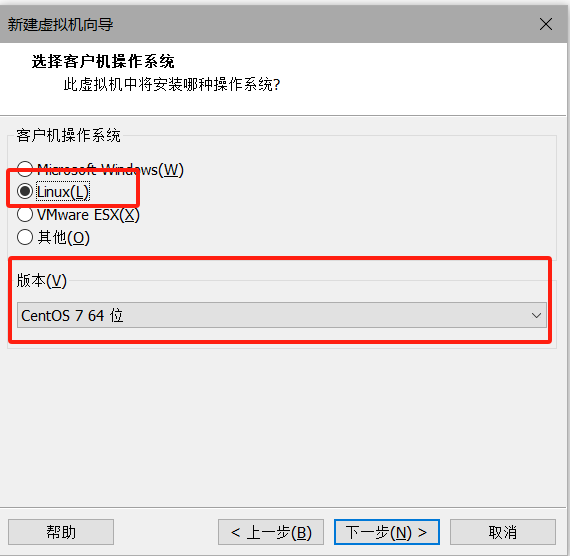 新建虚拟机向导
选择客户机操作系统
此虚拟机中将安装哪种操作系统?
客户机操作系统
Microsoft Windows(W)
Linux(L)
VMware ESX(X)
其他(O)
版本(V)
CentOS 7 64 位
帮助
< 上一步(B)
下一步(N) >
取消